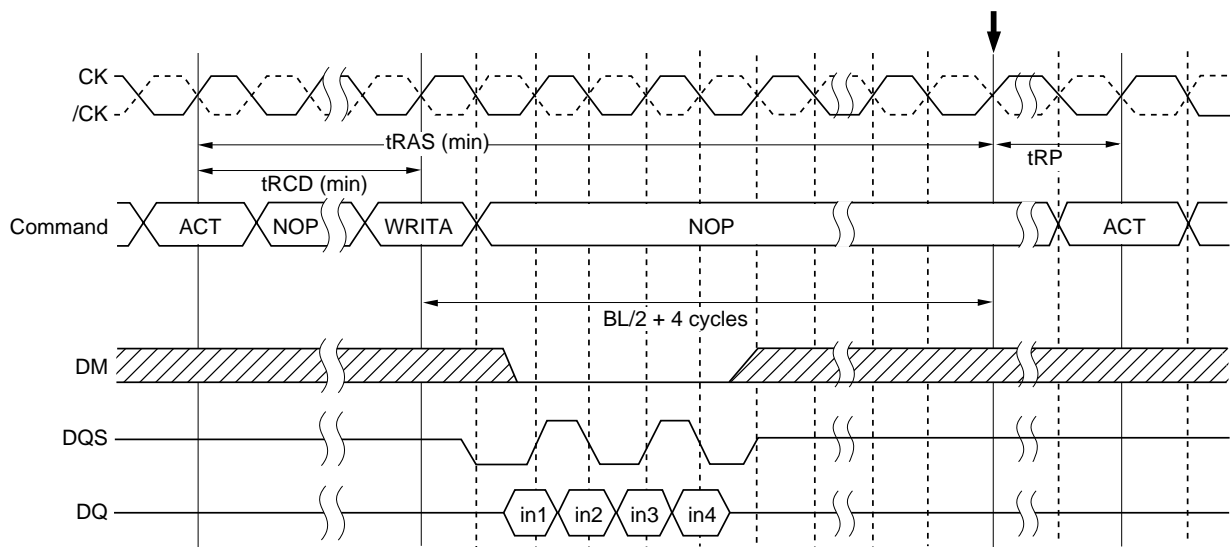 CK
/CK
tRAS (min)
tRP
tRCD (min)
Command
ACT
NOP
WRITA
NOP
ACT
BL/2 + 4 cycles
DM
DQS
DQ
in1
in2
in3
in4